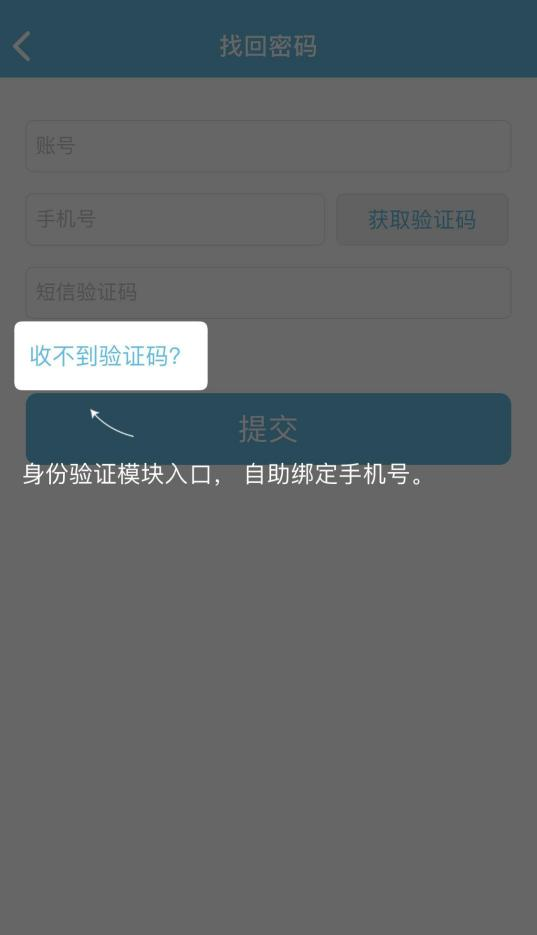 找回密码
账号
手机号
获取验证码
短信验证码
收不到验证码?
提交
身份验证模块入口， 自助绑定手机号。